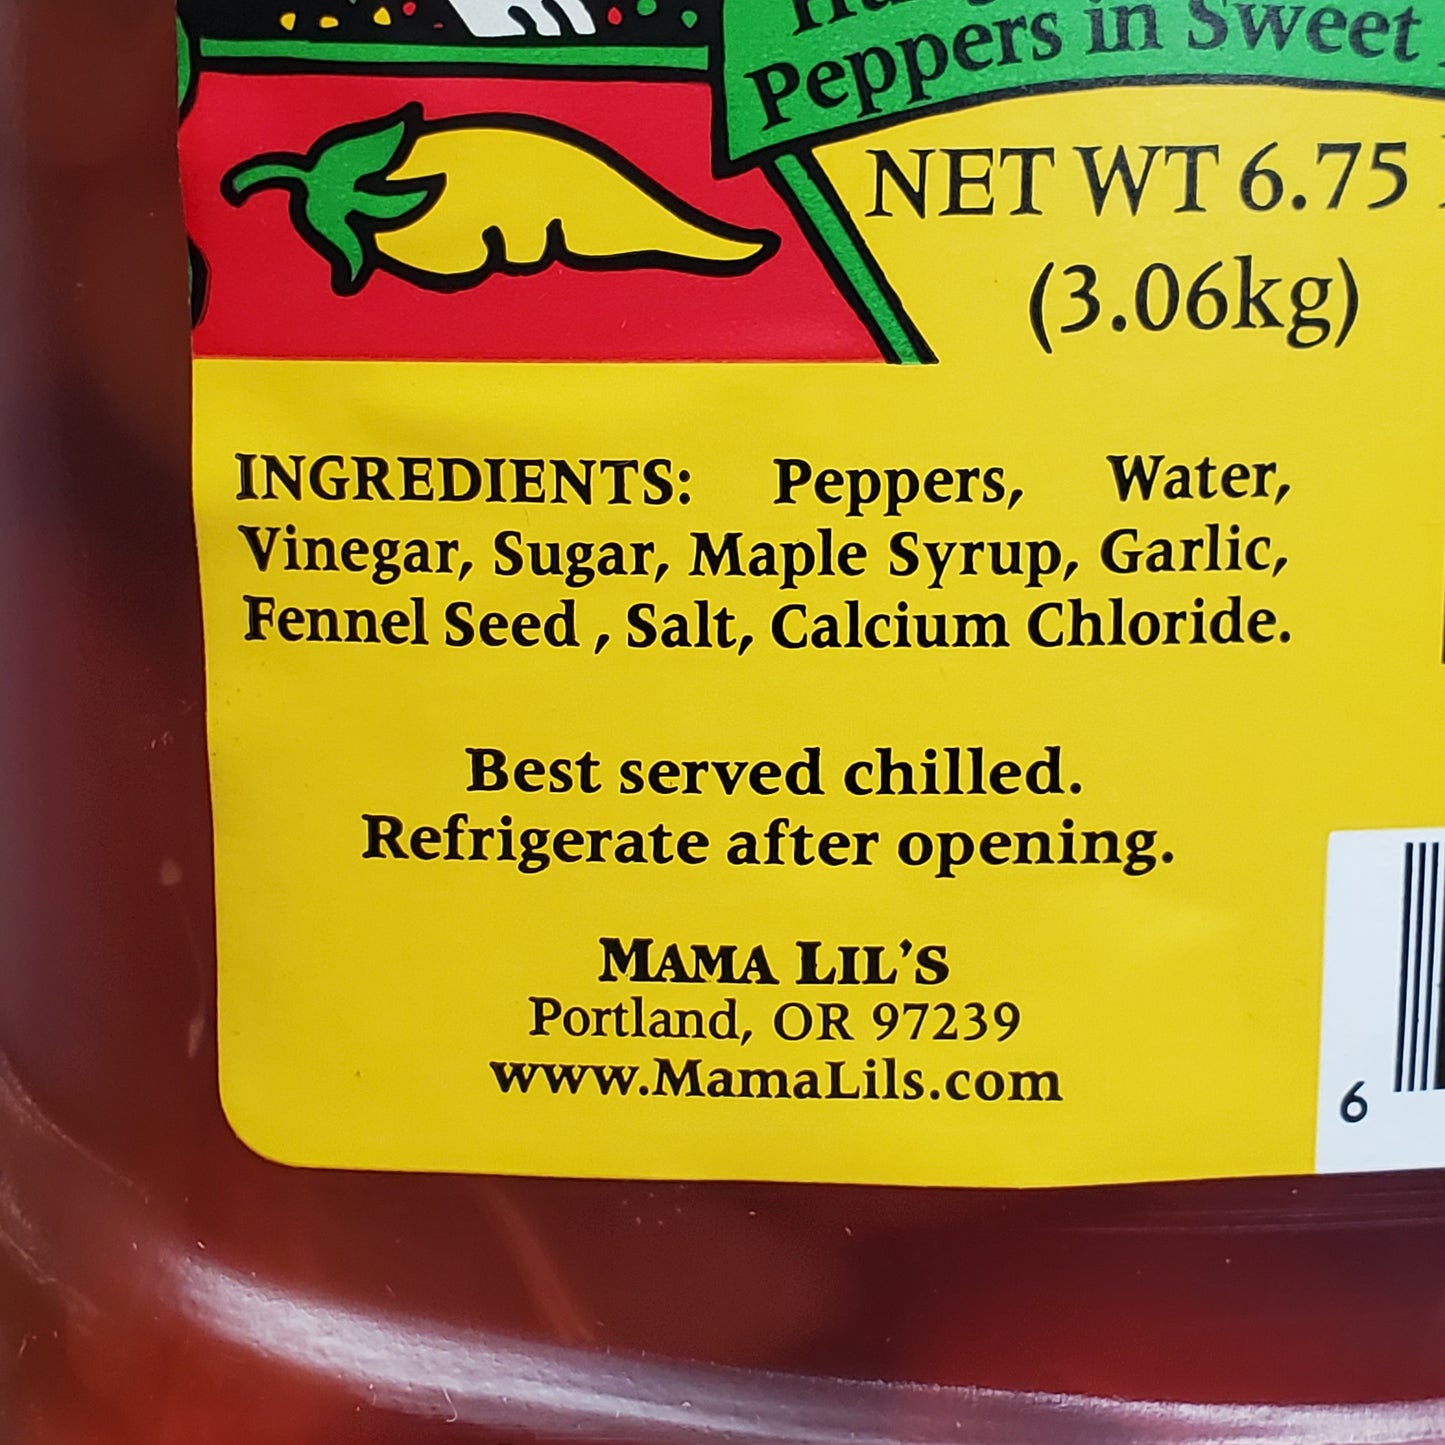 Peppers in Sweet
NET WT 6.75
(3.06kg)
INGREDIENTS: Peppers, Water,
Vinegar, Sugar, Maple Syrup, Garlic,
Fennel Seed , Salt, Calcium Chloride.
Best served chilled.
Refrigerate after opening.
MAMA LIL'S
Portland, OR 97239
www.MamaLils.com
6